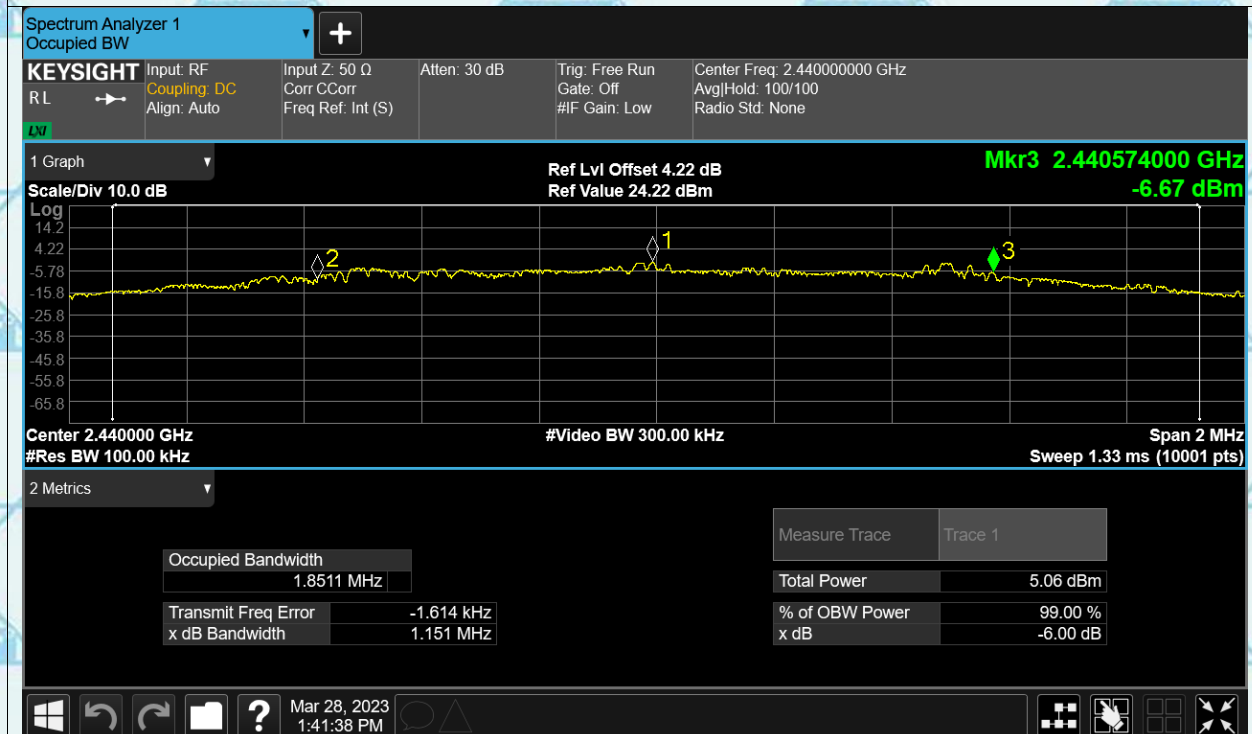 Spectrum Analyzer 1
Occupied BW
KEYSIGHT
RL
LXI
Input: RF
Coupling: DC
Align: Auto
Input Z: 50 Ω
Corr CCorr
Freq Ref: Int (S)
Atten: 30 dB
Trig: Free Run
Gate: Off
#IF Gain: Low
Center Freq: 2.440000000 GHz
Avg|Hold: 100/100
Radio Std: None
1 Graph
Scale/Div 10.0 dB
Ref Lvl Offset 4.22 dB
Ref Value 24.22 dBm
Mkr3 2.440574000 GHz
-6.67 dBm
Log
14.2
4.22
-5.78
-15.8
-25.8
-35.8
-45.8
-55.8
-65.8
2
1
3
Center 2.440000 GHz
#Res BW 100.00 kHz
#Video BW 300.00 kHz
Span 2 MHz
Sweep 1.33 ms (10001 pts)
2 Metrics
Occupied Bandwidth
1.8511 MHz
Transmit Freq Error -1.614 kHz
x dB Bandwidth 1.151 MHz
Measure Trace Trace 1
Total Power 5.06 dBm
% of OBW Power 99.00 %
x dB -6.00 dB
?
Mar 28, 2023
1:41:38 PM